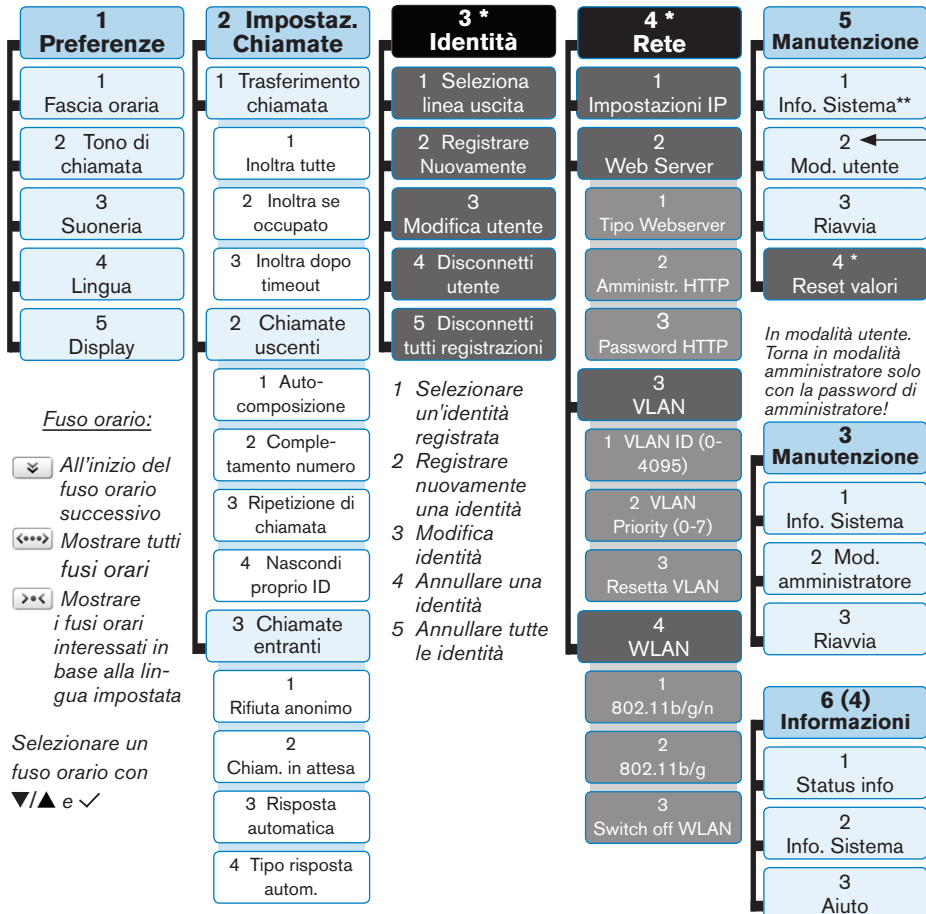 1
Preferenze
1
Fascia oraria
2 Tono di
chiamata
3
Suoneria
4
Lingua
5
Display
Fuso orario:
All'inizio del
fuso orario
successivo
Mostrare tutti
fusi orari
Mostrare
i fusi orari
interessati in
base alla lin-
gua impostata
Selezionare un
fuso orario con
▼/▲ e ✓
2 Impostaz.
Chiamate
1 Trasferimento
chiamata
1
Inoltra tutte
2 Inoltra se
occupato
3 Inoltra dopo
timeout
2 Chiamate
uscenti
1 Auto-
composizione
2 Comple-
tamento numero
3 Ripetizione di
chiamata
4 Nascondi
proprio ID
3 Chiamate
entranti
1
Rifiuta anonimo
2
Chiam. in attesa
3 Risposta
automatica
4 Tipo risposta
autom.
3 *
Identità
1 Seleziona
linea uscita
2 Registrare
Nuovamente
3
Modifica utente
4 Disconnetti
utente
5 Disconnetti
tutti registrazioni
1 Selezionare
un'identità
registrata
2 Registrare
nuovamente
una identità
3 Modifica
identità
4 Annullare una
identità
5 Annullare tutte
le identità
4 *
Rete
1
Impostazioni IP
2
Web Server
1
Tipo Webserver
2
Amministr. HTTP
3
Password HTTP
3
VLAN
1 VLAN ID (0-
4095)
2 VLAN
Priority (0-7)
3
Resetta VLAN
4
WLAN
1
802.11b/g/n
2
802.11b/g
3
Switch off WLAN
5
Manutenzione
1
Info. Sistema**
2
Mod. utente
3
Riavvia
4 *
Reset valori
In modalità utente.
Torna in modalità
amministratore solo
con la password di
amministratore!
3
Manutenzione
1
Info. Sistema
2 Mod.
amministratore
3
Riavvia
6 (4)
Informazioni
1
Status info
2
Info. Sistema
3
Aiuto